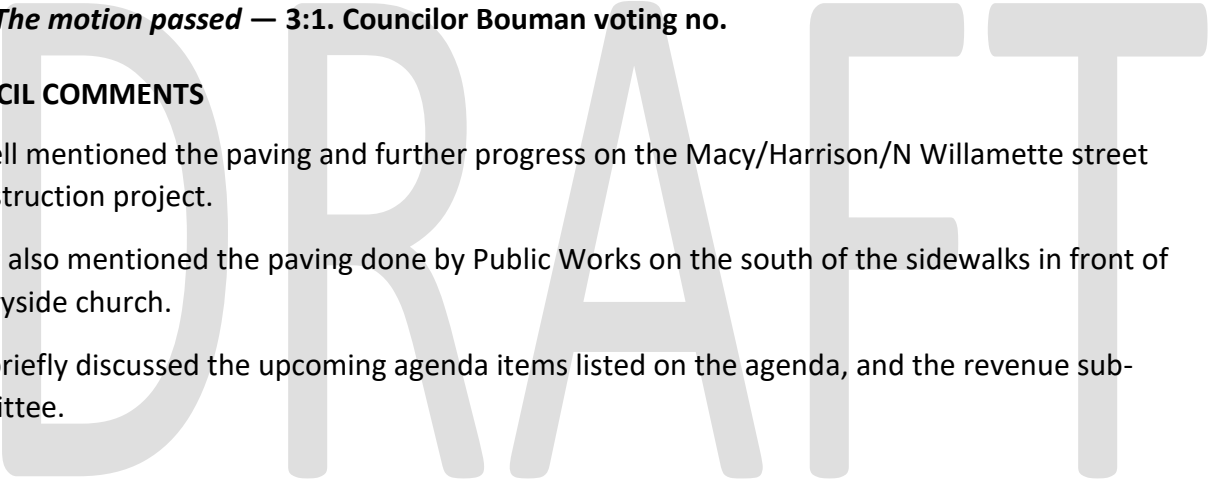 The motion passed — 3:1. Councilor Bouman voting no.
CIL COMMENTS
ell mentioned the paving and further progress on the Macy/Harrison/N Willamette street
struction project.
also mentioned the paving done by Public Works on the south of the sidewalks in front of
yside church.
riefly discussed the upcoming agenda items listed on the agenda, and the revenue sub-
ittee.
DRAFT